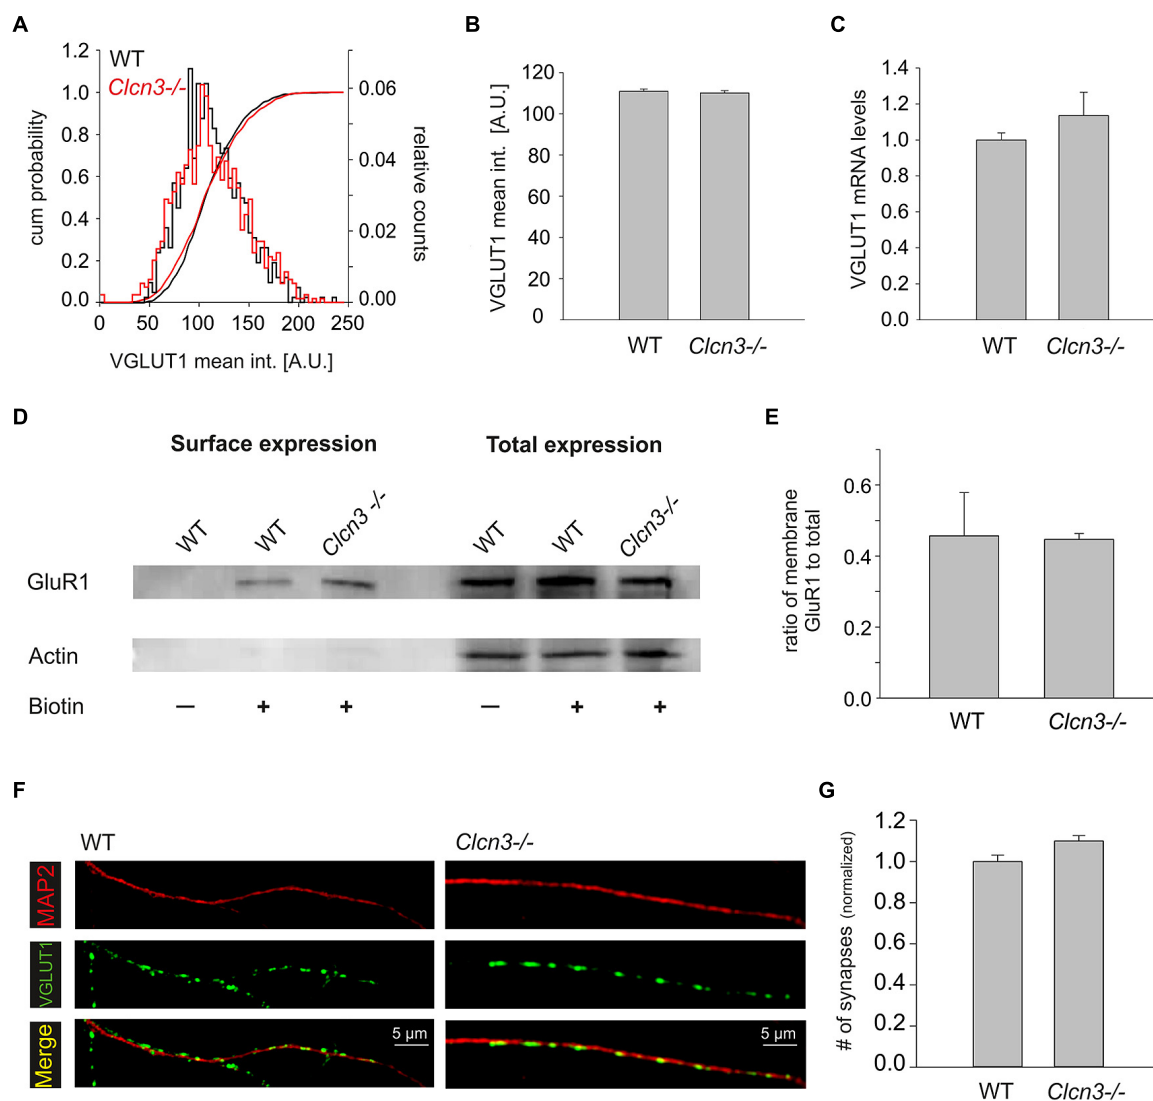 A
WT
Clcn3-/-
1.2
1.0
0.8
0.6
0.4
0.2
0.0
cum probability
0.06
0.04
0.02
0.00
relative counts
0 50 100 150 200 250
VGLUT1 mean int. [A.U.]
B
120
100
80
60
40
20
0
VGLUT1 mean int. [A.U.]
WT Clcn3-/-
C
1.4
1.2
1.0
0.8
0.6
0.4
0.2
0.0
VGLUT1 mRNA levels
WT Clcn3-/-
D
Surface expression Total expression
WT WT Clcn3 -/- WT WT Clcn3-/-
GluR1
Actin
Biotin — + + — + +
E
0.6
0.4
0.2
0.0
ratio of membrane
GluR1 to total
WT Clcn3-/-
F
WT Clcn3-/-
MAP2
VGLUT1
Merge
5 µm 5 µm
G
1.2
1.0
0.8
0.6
0.4
0.2
0.0
# of synapses (normalized)
WT Clcn3-/-